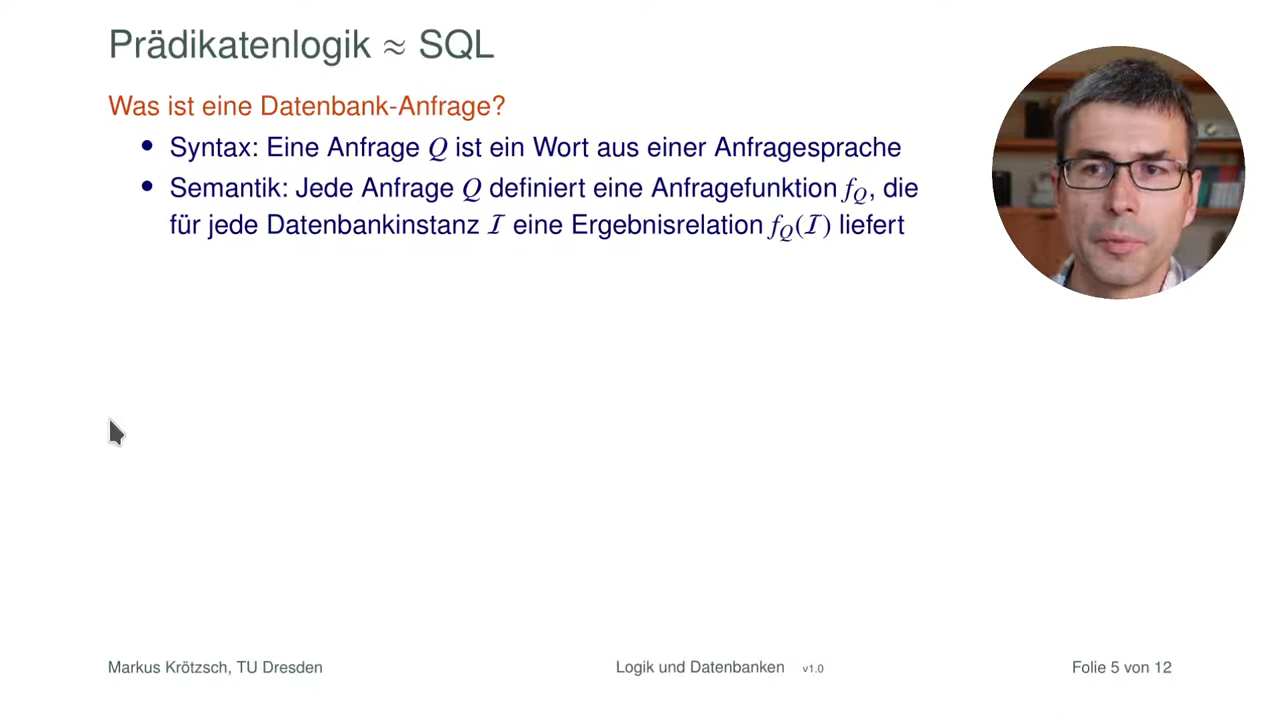 Prädikatenlogik ≈ SQL
Was ist eine Datenbank-Anfrage?
• Syntax: Eine Anfrage Q ist ein Wort aus einer Anfragesprache
• Semantik: Jede Anfrage Q definiert eine Anfragefunktion f_Q, die
für jede Datenbankinstanz I eine Ergebnisrelation f_Q(I) liefert
Markus Krötzsch, TU Dresden Logik und Datenbanken v1.0 Folie 5 von 12